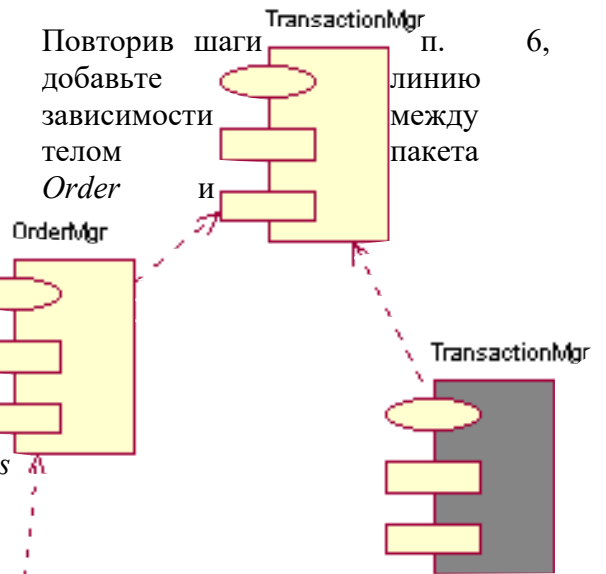 TransactionMgr
Повторив шаги п. 6,
добавьте линию
зависимости между
телом пакета
Order и
OrderMgr
TransactionMgr
s